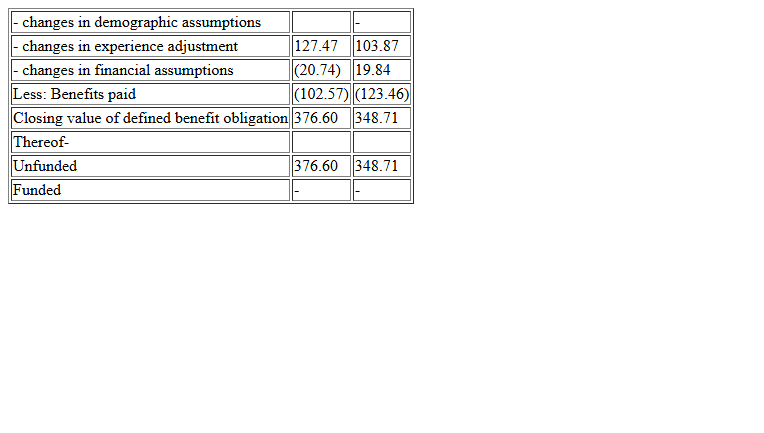 - changes in demographic assumptions -
- changes in experience adjustment 127.47 103.87
- changes in financial assumptions (20.74) 19.84
Less: Benefits paid (102.57) (123.46)
Closing value of defined benefit obligation 376.60 348.71
Thereof-
Unfunded 376.60 348.71
Funded - -